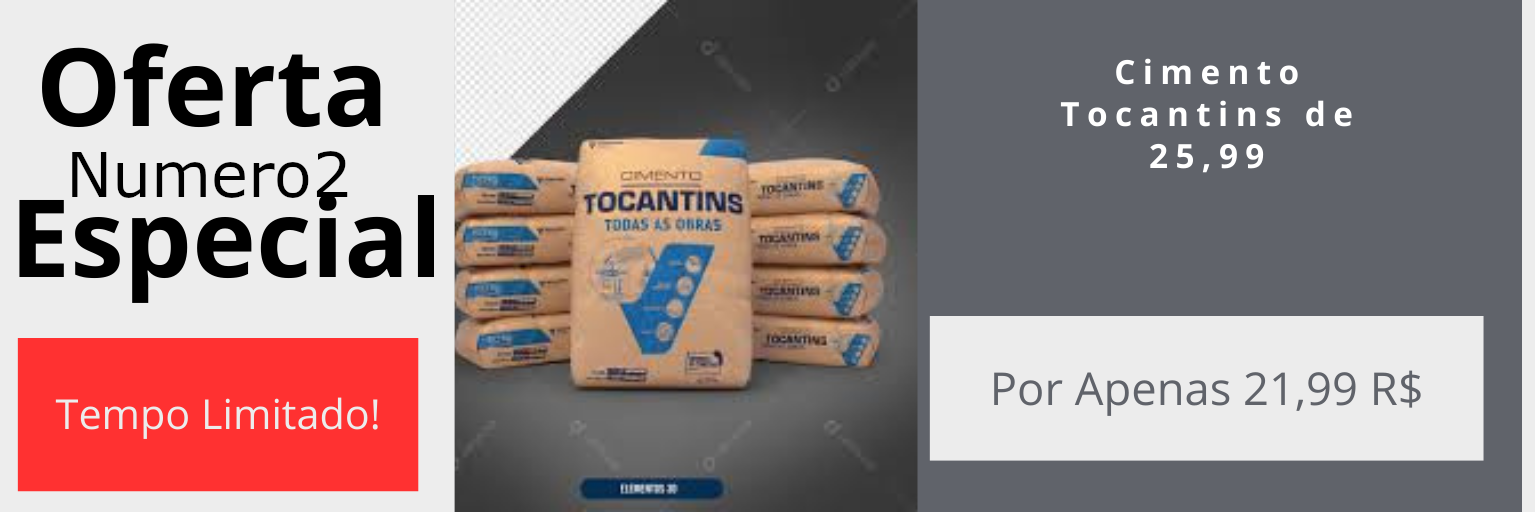 Oferta
Numero2
Especial
Tempo Limitado!
CIMENTO
TOCANTINS
TODAS AS OBRAS
TOCANTINS
TOCANTINS
TOCANTINS
TOCANTINS
ELEMENTOS 3D
Cimento
Tocantins de
25,99
Por Apenas 21,99 R$